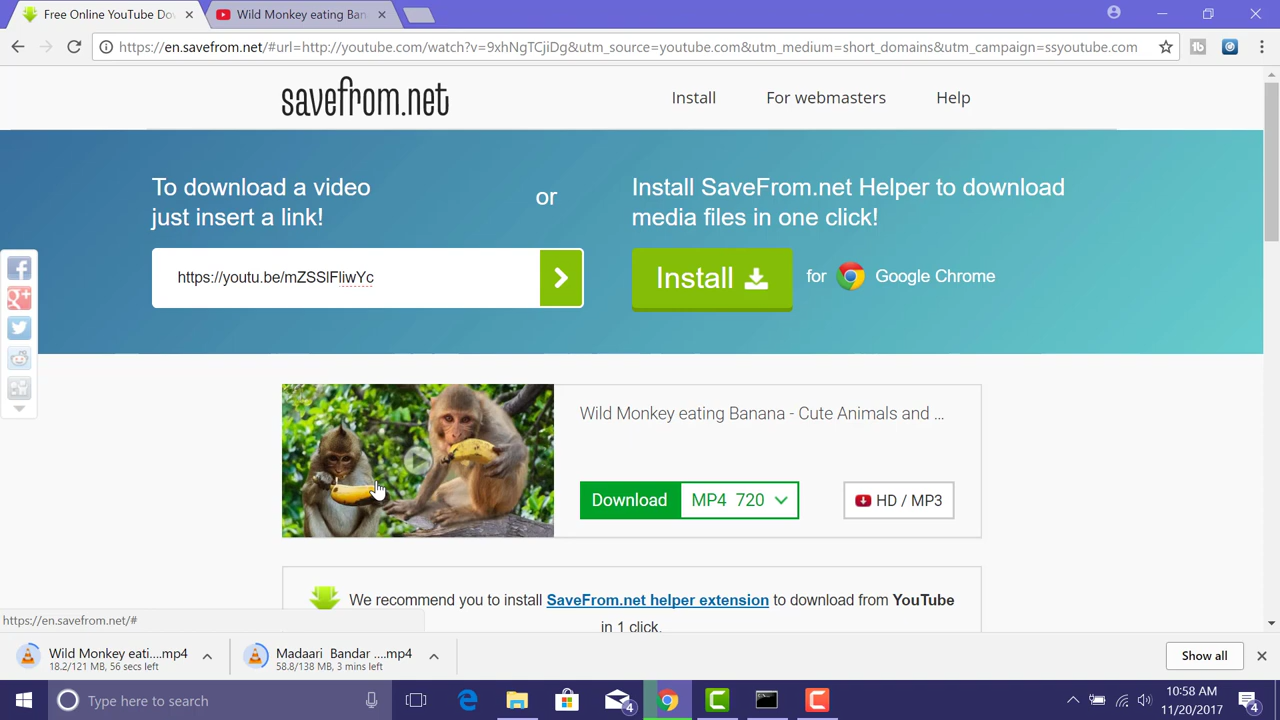 Free Online YouTube Dov
Wild Monkey eating Ban
https://en.savefrom.net/#url=http://youtube.com/watch?v=9xhNgTCjiDg&utm_source=youtube.com&utm_medium=short_domains&utm_campaign=ssyoutube.com
savefrom.net
Install
For webmasters
Help
To download a video
just insert a link!
or
Install SaveFrom.net Helper to download
media files in one click!
https://youtu.be/mZSSlFliwYc
Install
for
Google Chrome
Wild Monkey eating Banana - Cute Animals and ...
Download
MP4 720
HD / MP3
We recommend you to install SaveFrom.net helper extension to download from YouTube
in 1 click.
https://en.savefrom.net/#
Wild Monkey eati....mp4
18.2/121 MB, 56 secs left
Madaari Bandar ....mp4
58.8/138 MB, 3 mins left
Show all
Type here to search
4
10:58 AM
11/20/2017
4